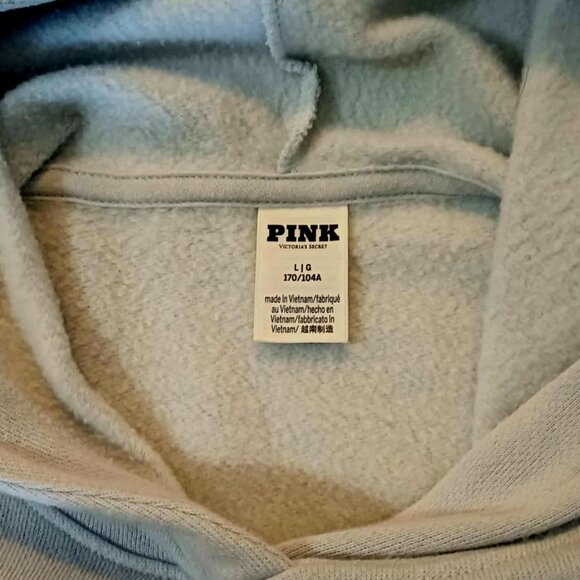 PINK
VICTORIA'S SECRET
L | G
170/104A
made in Vietnam/fabriqué
au Vietnam/hecho en
Vietnam/fabbricato in
Vietnam/ 越南制造